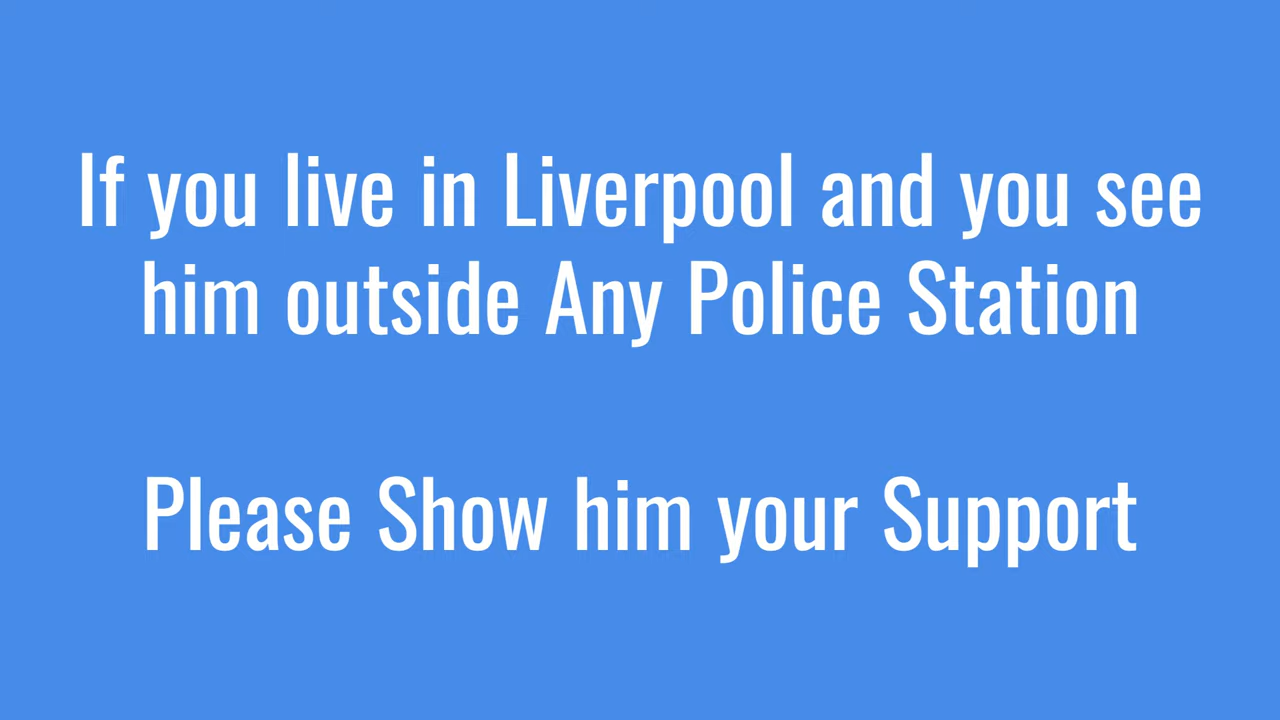 If you live in Liverpool and you see
him outside Any Police Station
Please Show him your Support